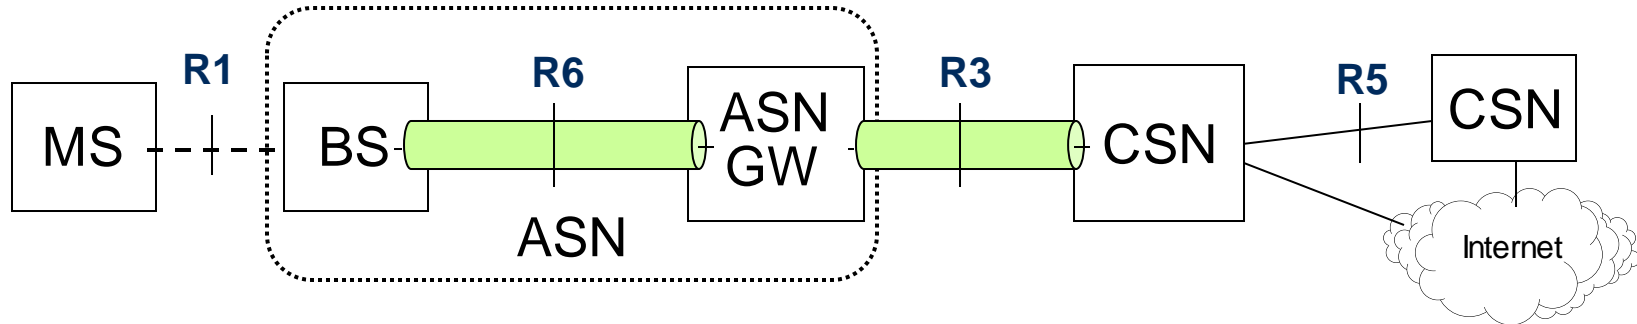 R1
R6
R3
R5
MS
BS
ASN
GW
CSN
CSN
ASN
Internet